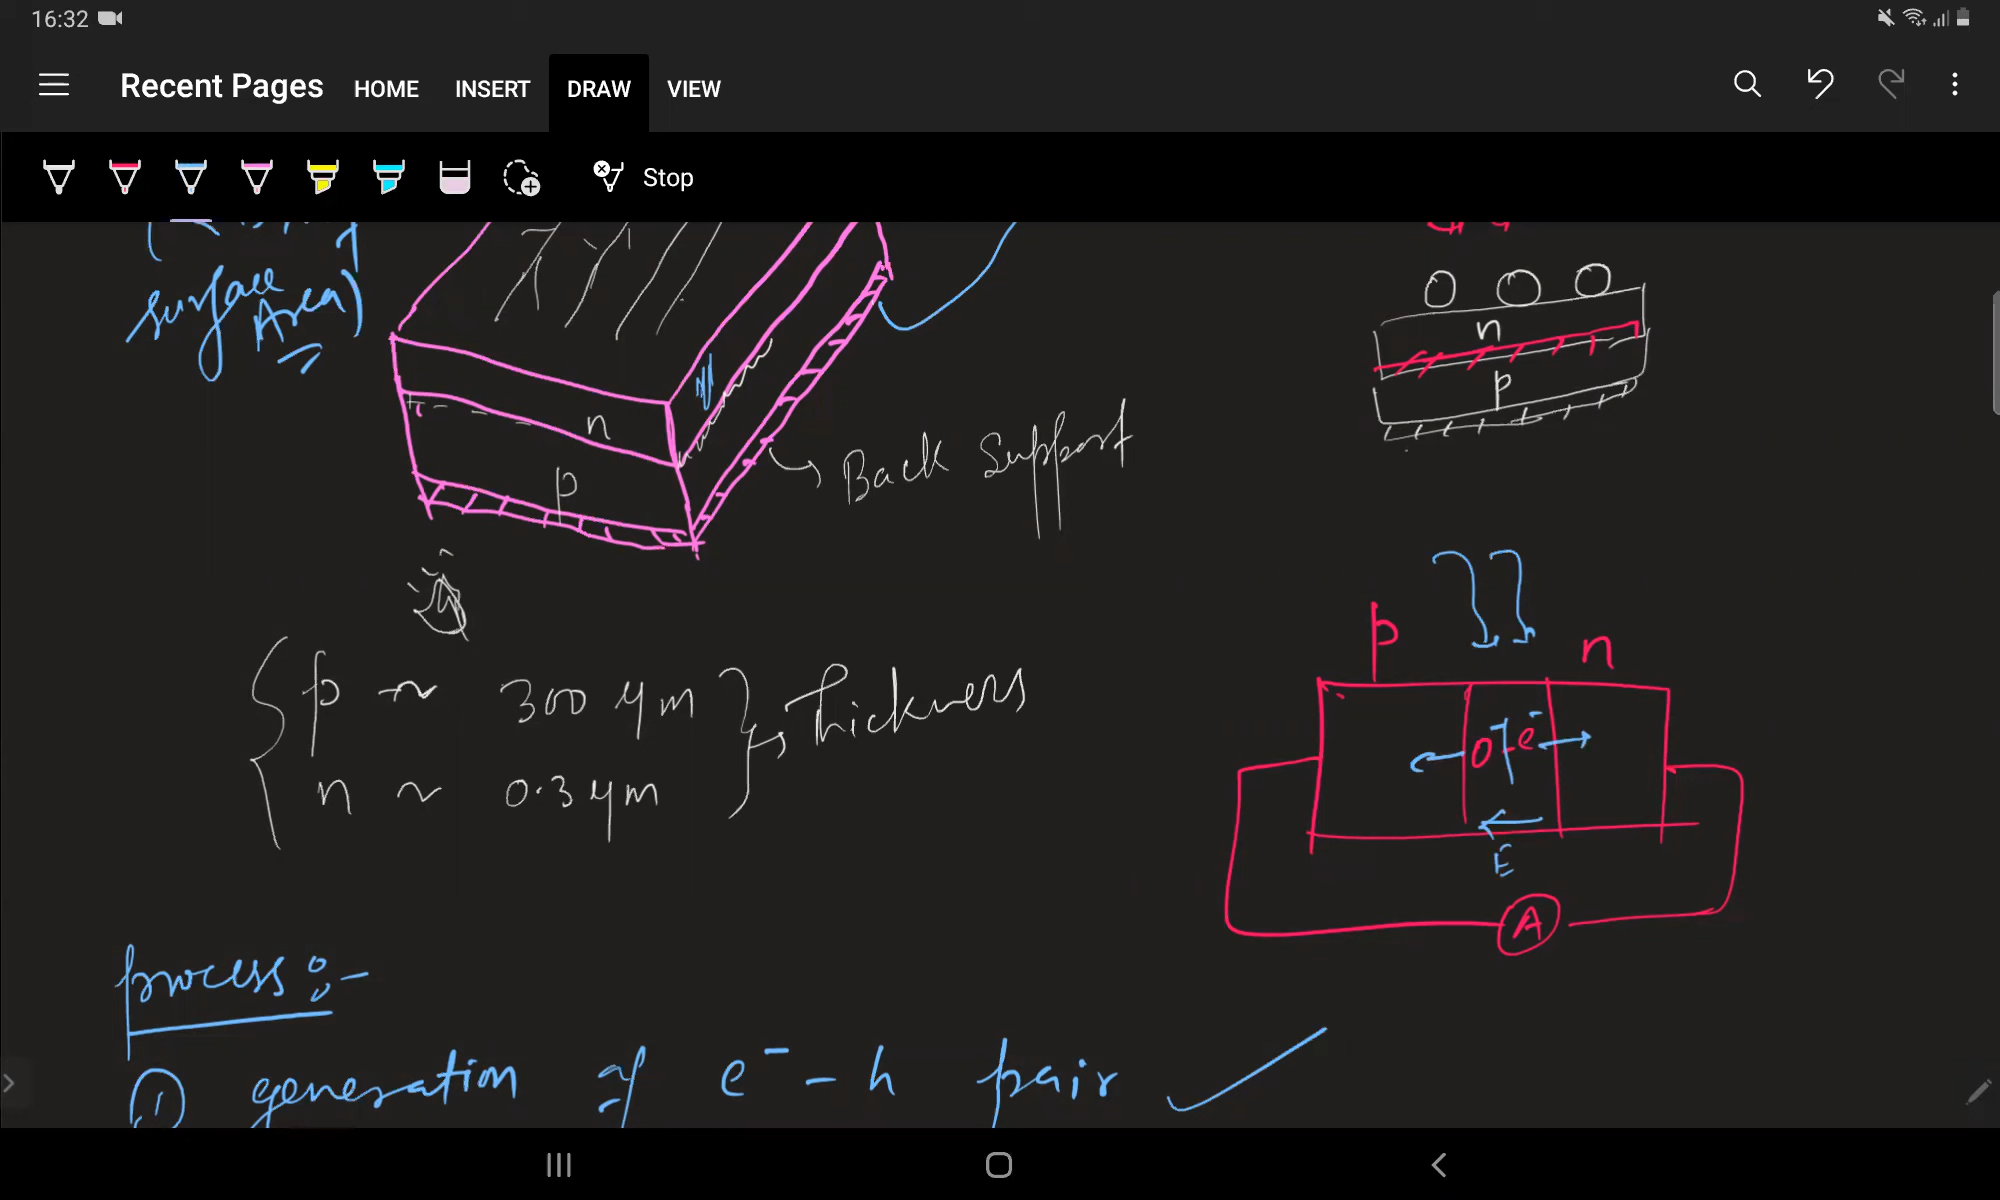 16:32
Recent Pages HOME INSERT DRAW VIEW
Stop
surface
Area)
n
p
Back Support
n
p
p ~ 300 μm
n ~ 0.3 μm
Thickness
p
n
O e⁻
E
A
process :-
① generation of e⁻ - h pair